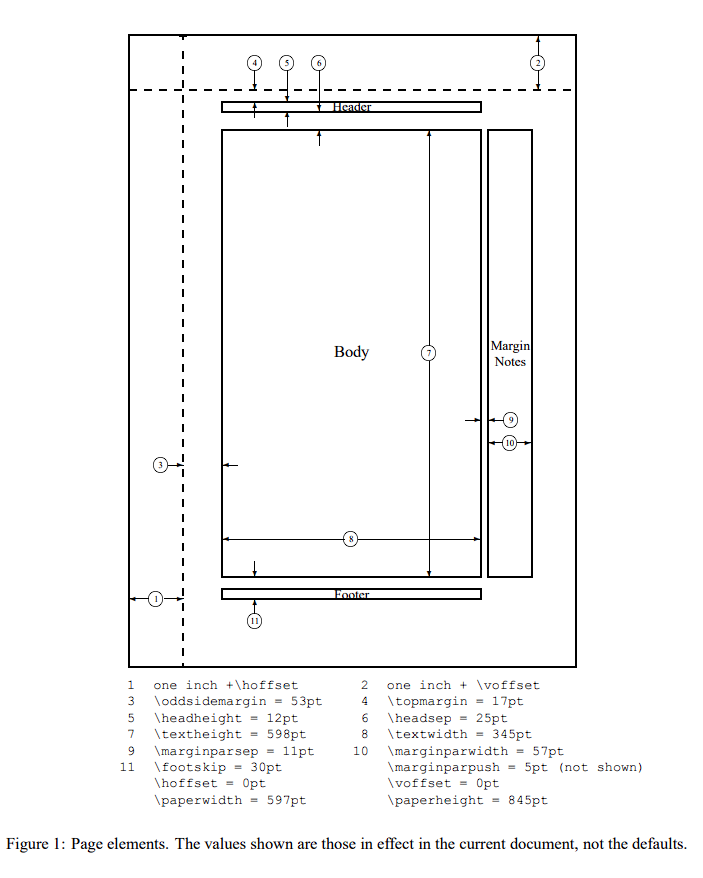 4 5 6 2
Header
Body
7
Margin
Notes
9
10
3
8
Footer
1
11
1 one inch +\hoffset 2 one inch + \voffset
3 \oddsidemargin = 53pt 4 \topmargin = 17pt
5 \headheight = 12pt 6 \headsep = 25pt
7 \textheight = 598pt 8 \textwidth = 345pt
9 \marginparsep = 11pt 10 \marginparwidth = 57pt
11 \footskip = 30pt \marginparpush = 5pt (not shown)
\hoffset = 0pt \voffset = 0pt
\paperwidth = 597pt \paperheight = 845pt
Figure 1: Page elements. The values shown are those in effect in the current document, not the defaults.